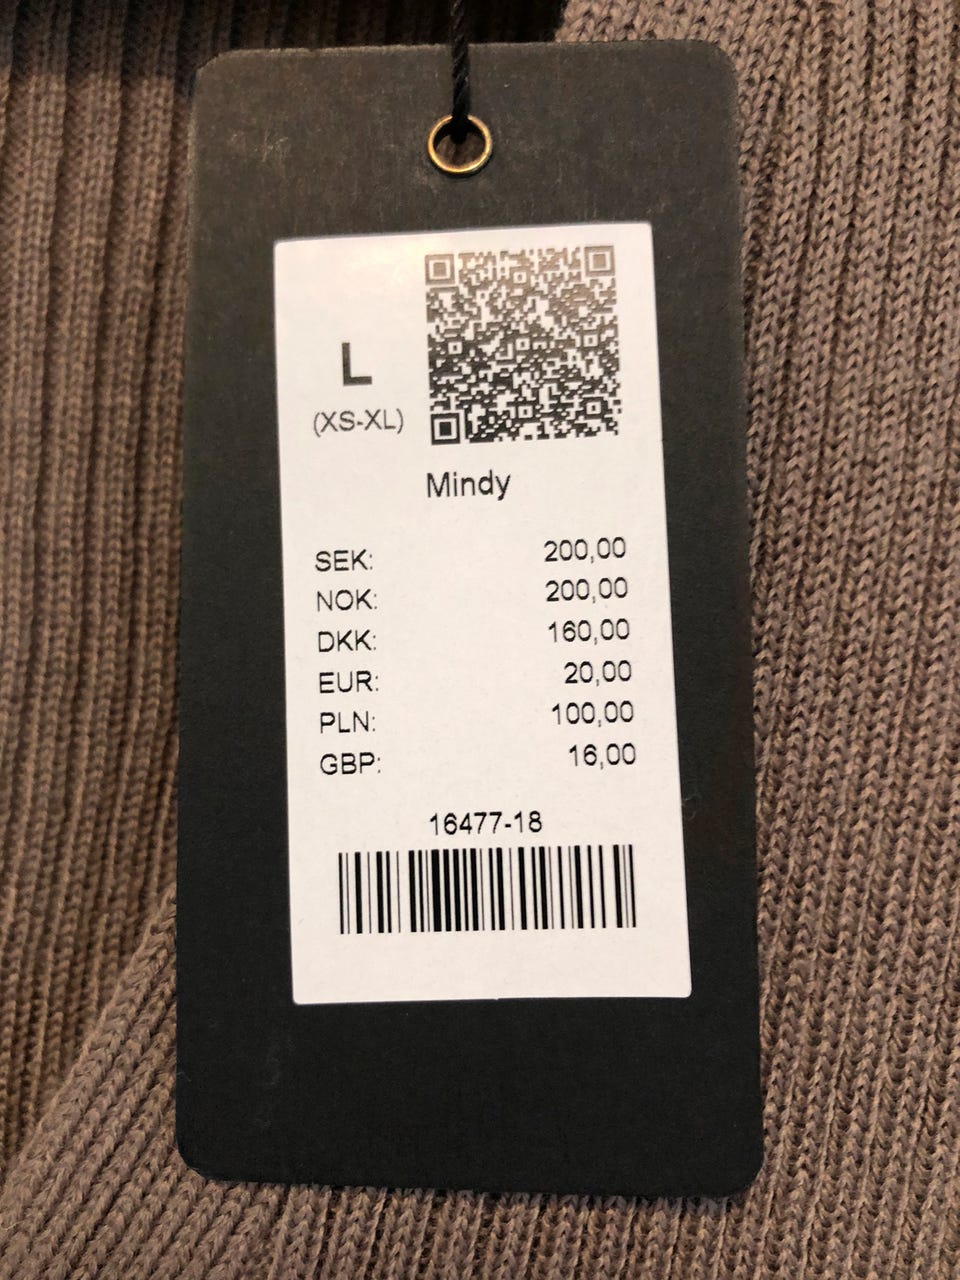 L
(XS-XL)
Mindy
SEK: 200,00
NOK: 200,00
DKK: 160,00
EUR: 20,00
PLN: 100,00
GBP: 16,00
16477-18